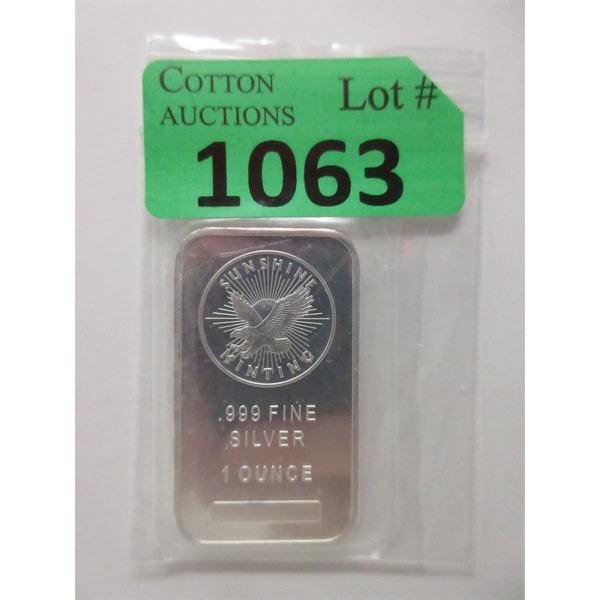 COTTON
AUCTIONS
Lot #
1063
SUNSHINE
MINTING
.999 FINE
SILVER
1 OUNCE